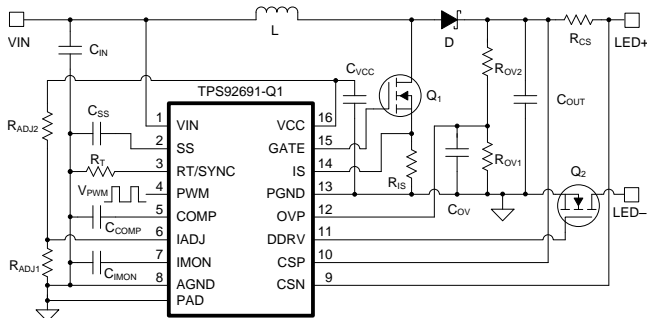 VIN
L
D
R_CS
LED+
C_IN
C_VCC
R_OV2
Q_1
C_OUT
TPS92691-Q1
R_ADJ2
C_SS
1 VIN VCC 16
2 SS GATE 15
R_T
3 RT/SYNC IS 14
R_IS
R_OV1
Q_2
V_PWM
4 PWM PGND 13
5 COMP OVP 12
C_OV
LED–
C_COMP
6 IADJ DDRV 11
7 IMON CSP 10
R_ADJ1
C_IMON
8 AGND CSN 9
PAD